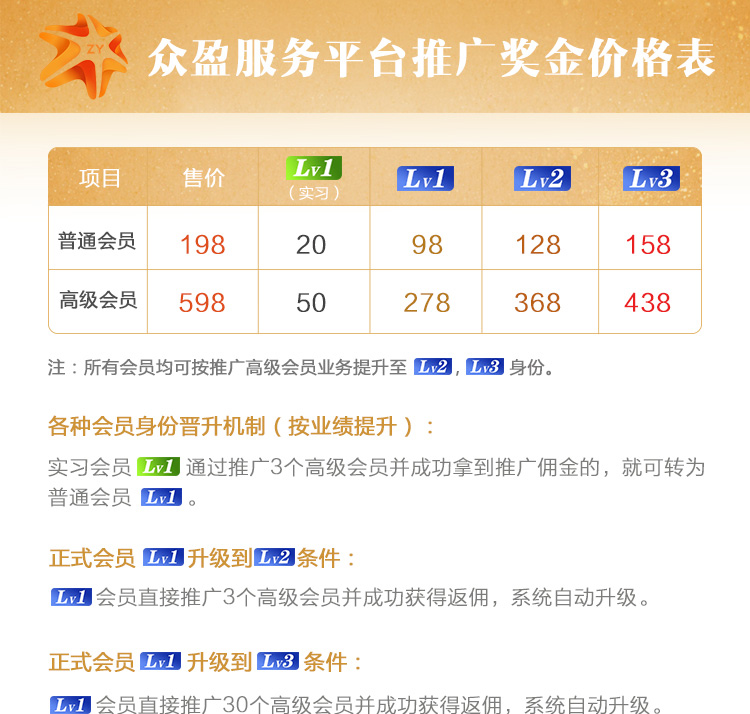 ZY
众盈服务平台推广奖金价格表
项目 售价 Lv1 Lv1 Lv2 Lv3
（实习）
普通会员 198 20 98 128 158
高级会员 598 50 278 368 438
注：所有会员均可按推广高级会员业务提升至 Lv2 , Lv3 身份。
各种会员身份晋升机制（按业绩提升）：
实习会员 Lv1 通过推广3个高级会员并成功拿到推广佣金的，就可转为
普通会员 Lv1 。
正式会员 Lv1 升级到 Lv2 条件：
Lv1 会员直接推广3个高级会员并成功获得返佣，系统自动升级。
正式会员 Lv1 升级到 Lv3 条件：
Lv1 会员直接推广30个高级会员并成功获得返佣，系统自动升级。